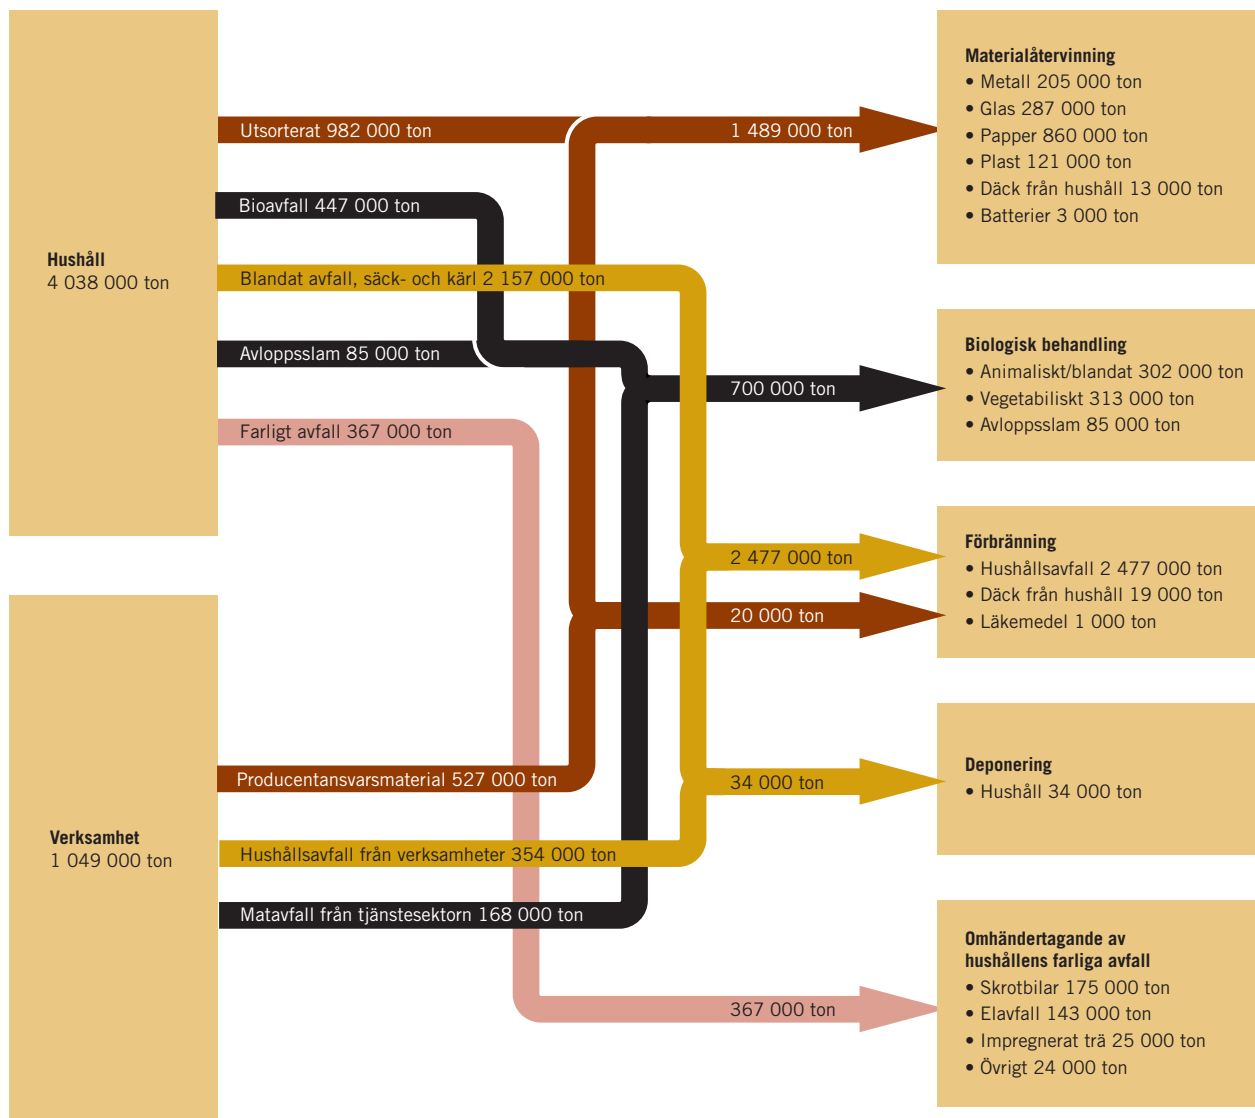 Hushåll
4 038 000 ton
Utsorterat 982 000 ton
Bioavfall 447 000 ton
Blandat avfall, säck- och kärl 2 157 000 ton
Avloppsslam 85 000 ton
Farligt avfall 367 000 ton
Verksamhet
1 049 000 ton
Producentansvarsmaterial 527 000 ton
Hushållsavfall från verksamheter 354 000 ton
Matavfall från tjänstesektorn 168 000 ton
1 489 000 ton
700 000 ton
2 477 000 ton
20 000 ton
34 000 ton
367 000 ton
Materialåtervinning
• Metall 205 000 ton
• Glas 287 000 ton
• Papper 860 000 ton
• Plast 121 000 ton
• Däck från hushåll 13 000 ton
• Batterier 3 000 ton
Biologisk behandling
• Animaliskt/blandat 302 000 ton
• Vegetabiliskt 313 000 ton
• Avloppsslam 85 000 ton
Förbränning
• Hushållsavfall 2 477 000 ton
• Däck från hushåll 19 000 ton
• Läkemedel 1 000 ton
Deponering
• Hushåll 34 000 ton
Omhändertagande av
hushållens farliga avfall
• Skrotbilar 175 000 ton
• Elavfall 143 000 ton
• Impregnerat trä 25 000 ton
• Övrigt 24 000 ton